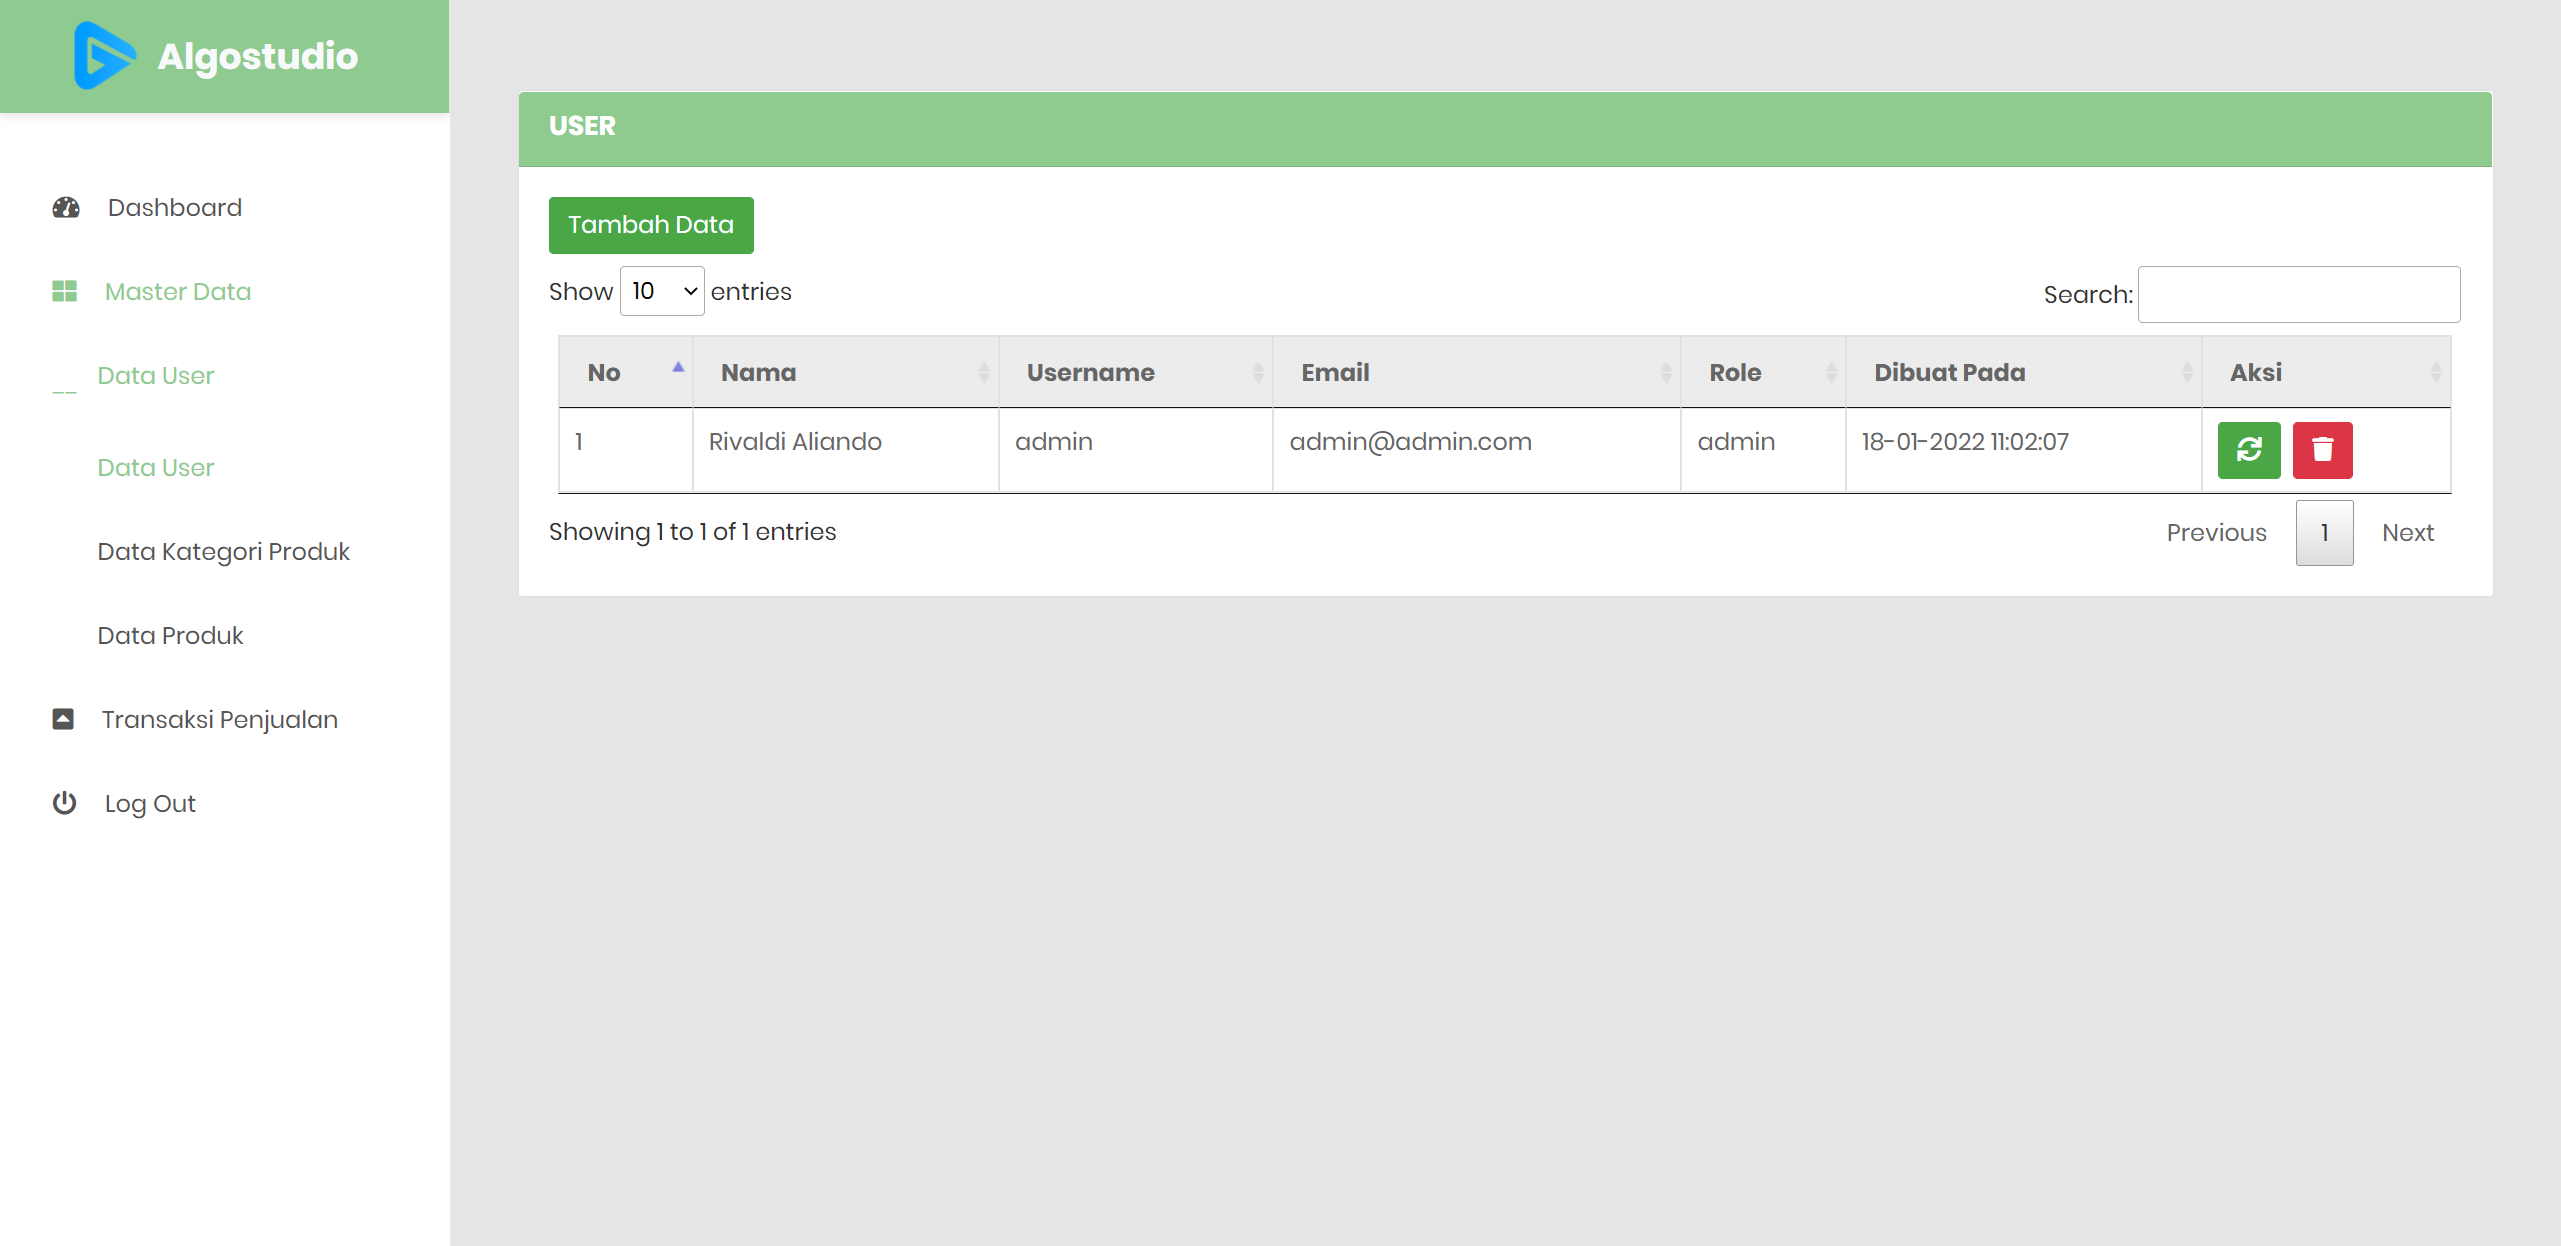 Algostudio
Dashboard
Master Data
Data User
Data User
Data Kategori Produk
Data Produk
Transaksi Penjualan
Log Out
USER
Tambah Data
Show 10 entries
Search:
No Nama Username Email Role Dibuat Pada Aksi
1 Rivaldi Aliando admin admin@admin.com admin 18-01-2022 11:02:07
Showing 1 to 1 of 1 entries
Previous 1 Next